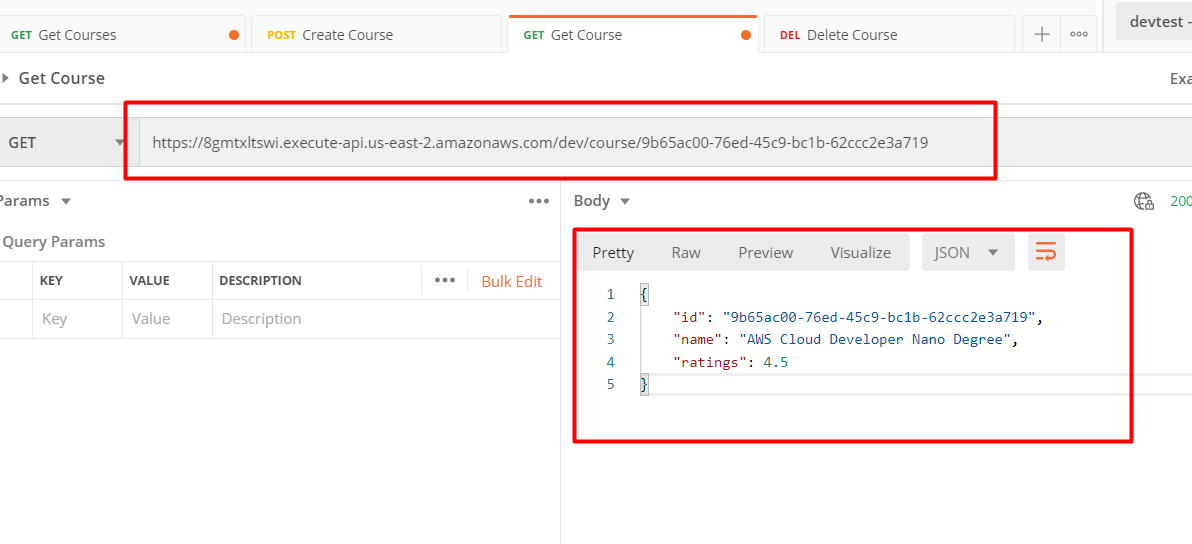 GET Get Courses POST Create Course GET Get Course DEL Delete Course devtest -
Get Course Exa
GET https://8gmtxltswi.execute-api.us-east-2.amazonaws.com/dev/course/9b65ac00-76ed-45c9-bc1b-62ccc2e3a719
Params Body 200
Query Params
Pretty Raw Preview Visualize JSON
KEY VALUE DESCRIPTION Bulk Edit
Key Value Description
1 {
2 "id": "9b65ac00-76ed-45c9-bc1b-62ccc2e3a719",
3 "name": "AWS Cloud Developer Nano Degree",
4 "ratings": 4.5
5 }